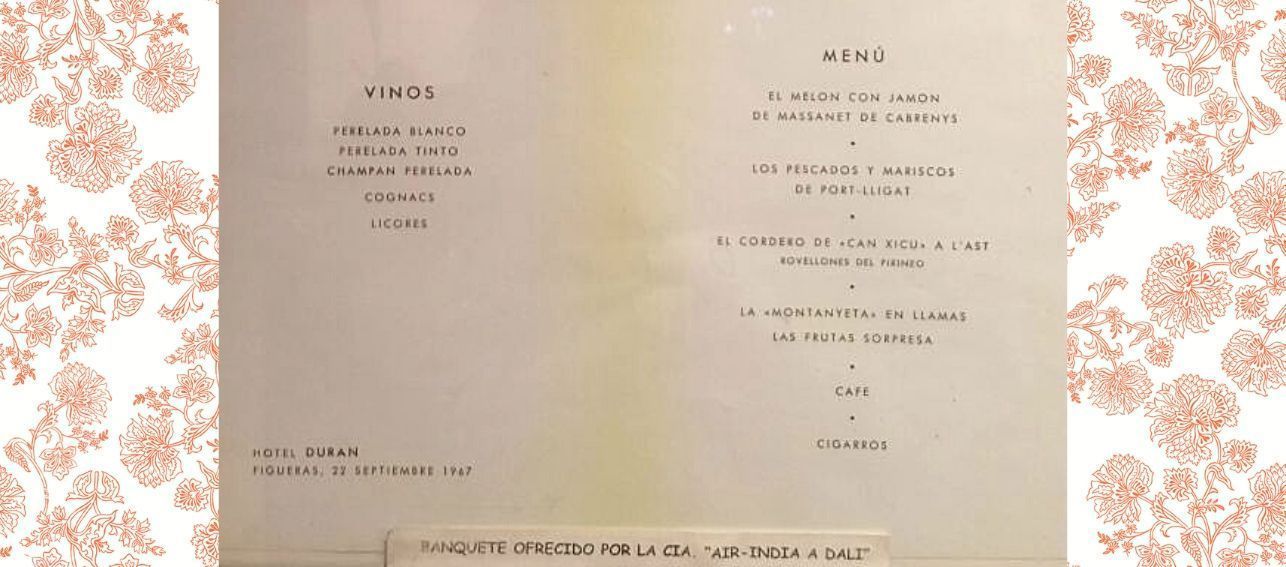 VINOS
PERELADA BLANCO
PERELADA TINTO
CHAMPAN PERELADA
COGNACS
LICORES
HOTEL DURAN
FIGUERAS, 22 SEPTIEMBRE 1967
MENÚ
EL MELON CON JAMON
DE MASSANET DE CABRENYS
LOS PESCADOS Y MARISCOS
DE PORT-LLIGAT
EL CORDERO DE «CAN XICU» A L'AST
ROVELLONES DEL PIRINEO
LA «MONTANYETA» EN LLAMAS
LAS FRUTAS SORPRESA
CAFE
CIGARROS
BANQUETE OFRECIDO POR LA CIA. "AIR-INDIA A DALI"